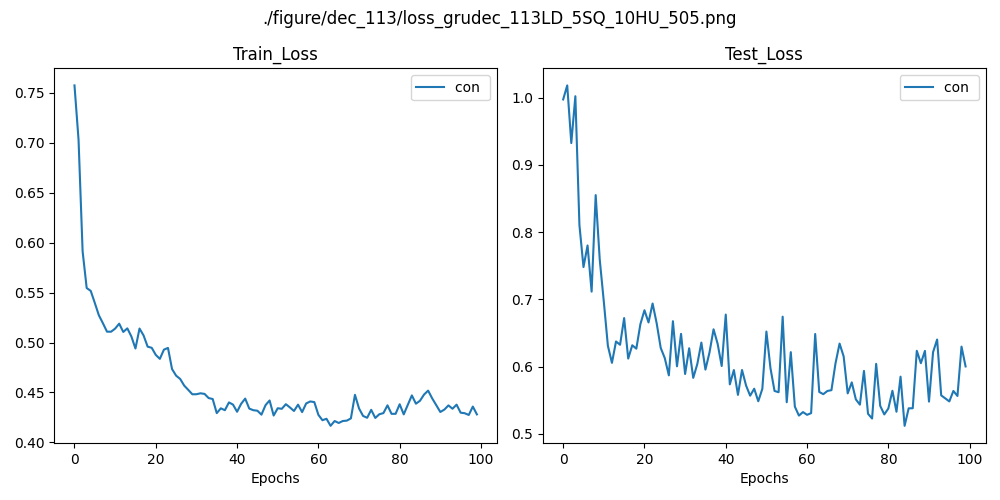 ./figure/dec_113/loss_grudec_113LD_5SQ_10HU_505.png
Train_Loss
con
0.75
0.70
0.65
0.60
0.55
0.50
0.45
0.40
0 20 40 60 80 100
Epochs
Test_Loss
con
1.0
0.9
0.8
0.7
0.6
0.5
0 20 40 60 80 100
Epochs